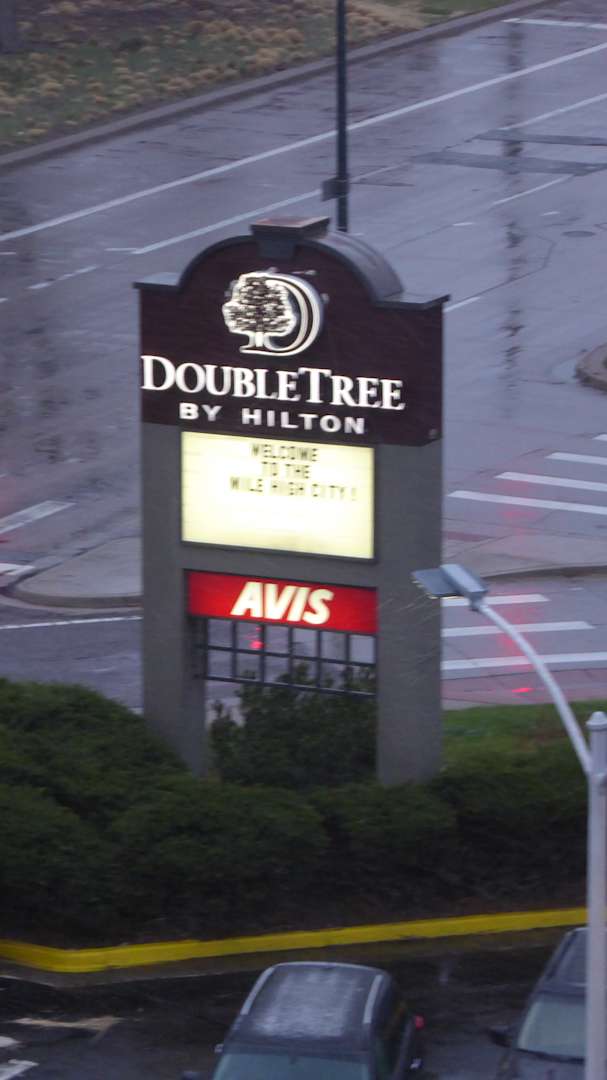 DOUBLETREE
BY HILTON
WELCOME
TO THE
MILE HIGH CITY!
AVIS